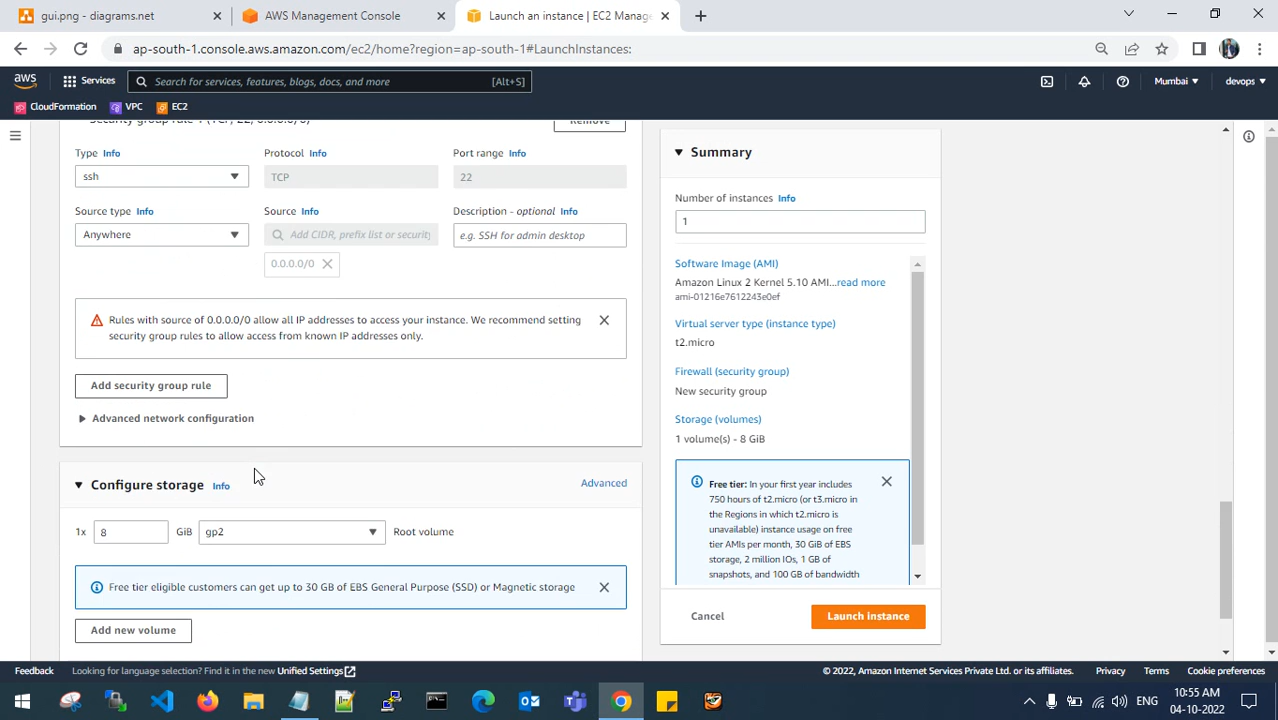 gui.png - diagrams.net
AWS Management Console
Launch an instance | EC2 Manage
ap-south-1.console.aws.amazon.com/ec2/home?region=ap-south-1#LaunchInstances:
aws
Services
Search for services, features, blogs, docs, and more
[Alt+S]
Mumbai
devops
CloudFormation
VPC
EC2
Security group rule 1 (TCP, 22, 0.0.0.0/0)
Remove
Type Info
Protocol Info
Port range Info
ssh
TCP
22
Source type Info
Source Info
Description - optional Info
Anywhere
Add CIDR, prefix list or security
e.g. SSH for admin desktop
0.0.0.0/0
Rules with source of 0.0.0.0/0 allow all IP addresses to access your instance. We recommend setting
security group rules to allow access from known IP addresses only.
Add security group rule
Advanced network configuration
Configure storage Info
Advanced
1x
8
GiB
gp2
Root volume
Free tier eligible customers can get up to 30 GB of EBS General Purpose (SSD) or Magnetic storage
Add new volume
Summary
Number of instances Info
1
Software Image (AMI)
Amazon Linux 2 Kernel 5.10 AMI...read more
ami-01216e7612243e0ef
Virtual server type (instance type)
t2.micro
Firewall (security group)
New security group
Storage (volumes)
1 volume(s) - 8 GiB
Free tier: In your first year includes
750 hours of t2.micro (or t3.micro in
the Regions in which t2.micro is
unavailable) instance usage on free
tier AMIs per month, 30 GiB of EBS
storage, 2 million IOs, 1 GB of
snapshots, and 100 GB of bandwidth
Cancel
Launch instance
Feedback
Looking for language selection? Find it in the new Unified Settings
© 2022, Amazon Internet Services Private Ltd. or its affiliates.
Privacy
Terms
Cookie preferences
ENG
10:55 AM
04-10-2022